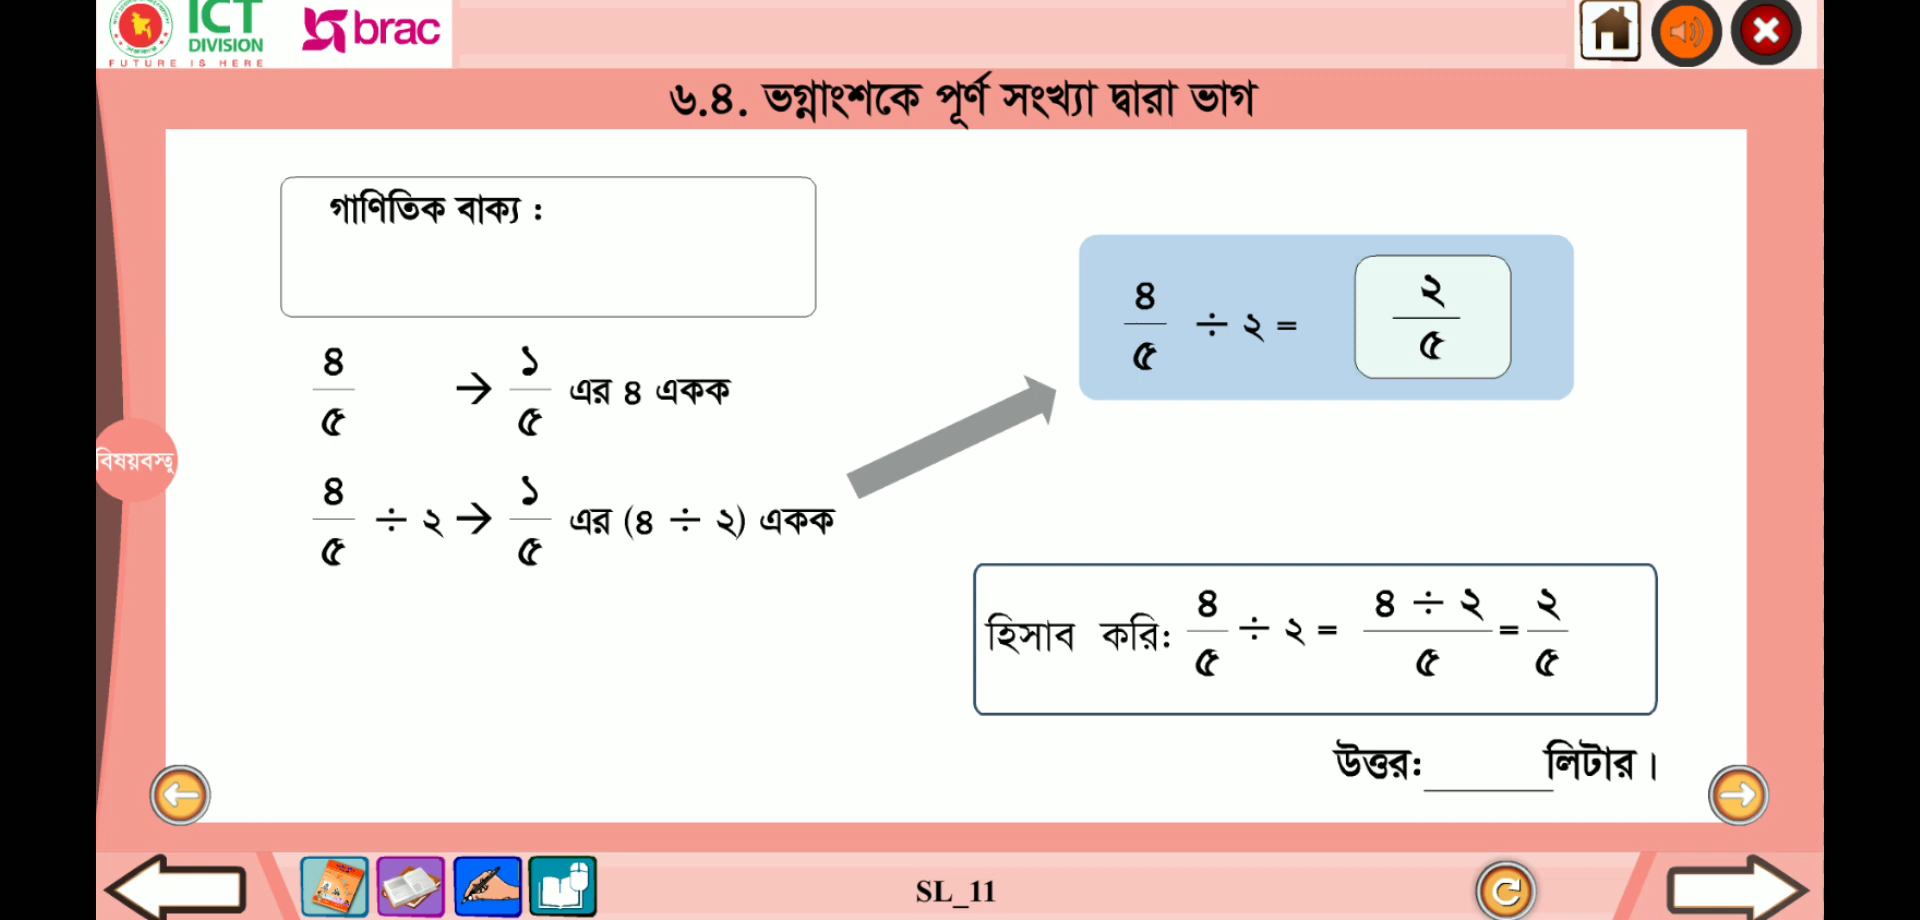 ICT
DIVISION
FUTURE IS HERE
brac
৬.৪. ভগ্নাংশকে পূর্ণ সংখ্যা দ্বারা ভাগ
গাণিতিক বাক্য :
৪/৫ → ১/৫ এর ৪ একক
৪/৫ ÷ ২ → ১/৫ এর (৪ ÷ ২) একক
৪/৫ ÷ ২ = ২/৫
বিষয়বস্তু
হিসাব করি: ৪/৫ ÷ ২ = ৪ ÷ ২/৫ = ২/৫
উত্তর:______লিটার।
SL_11